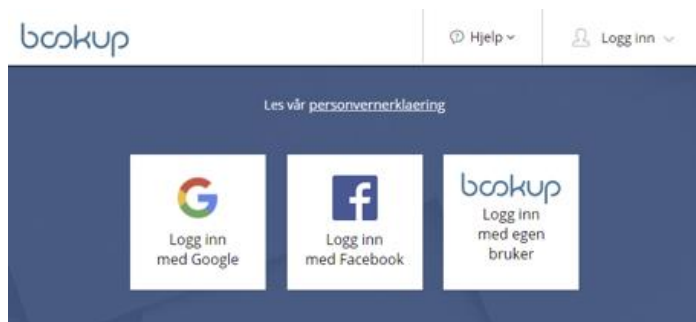 bookup
Hjelp
Logg inn
Les vår personvernerklaering
Logg inn
med Google
Logg inn
med Facebook
bookup
Logg inn
med egen
bruker